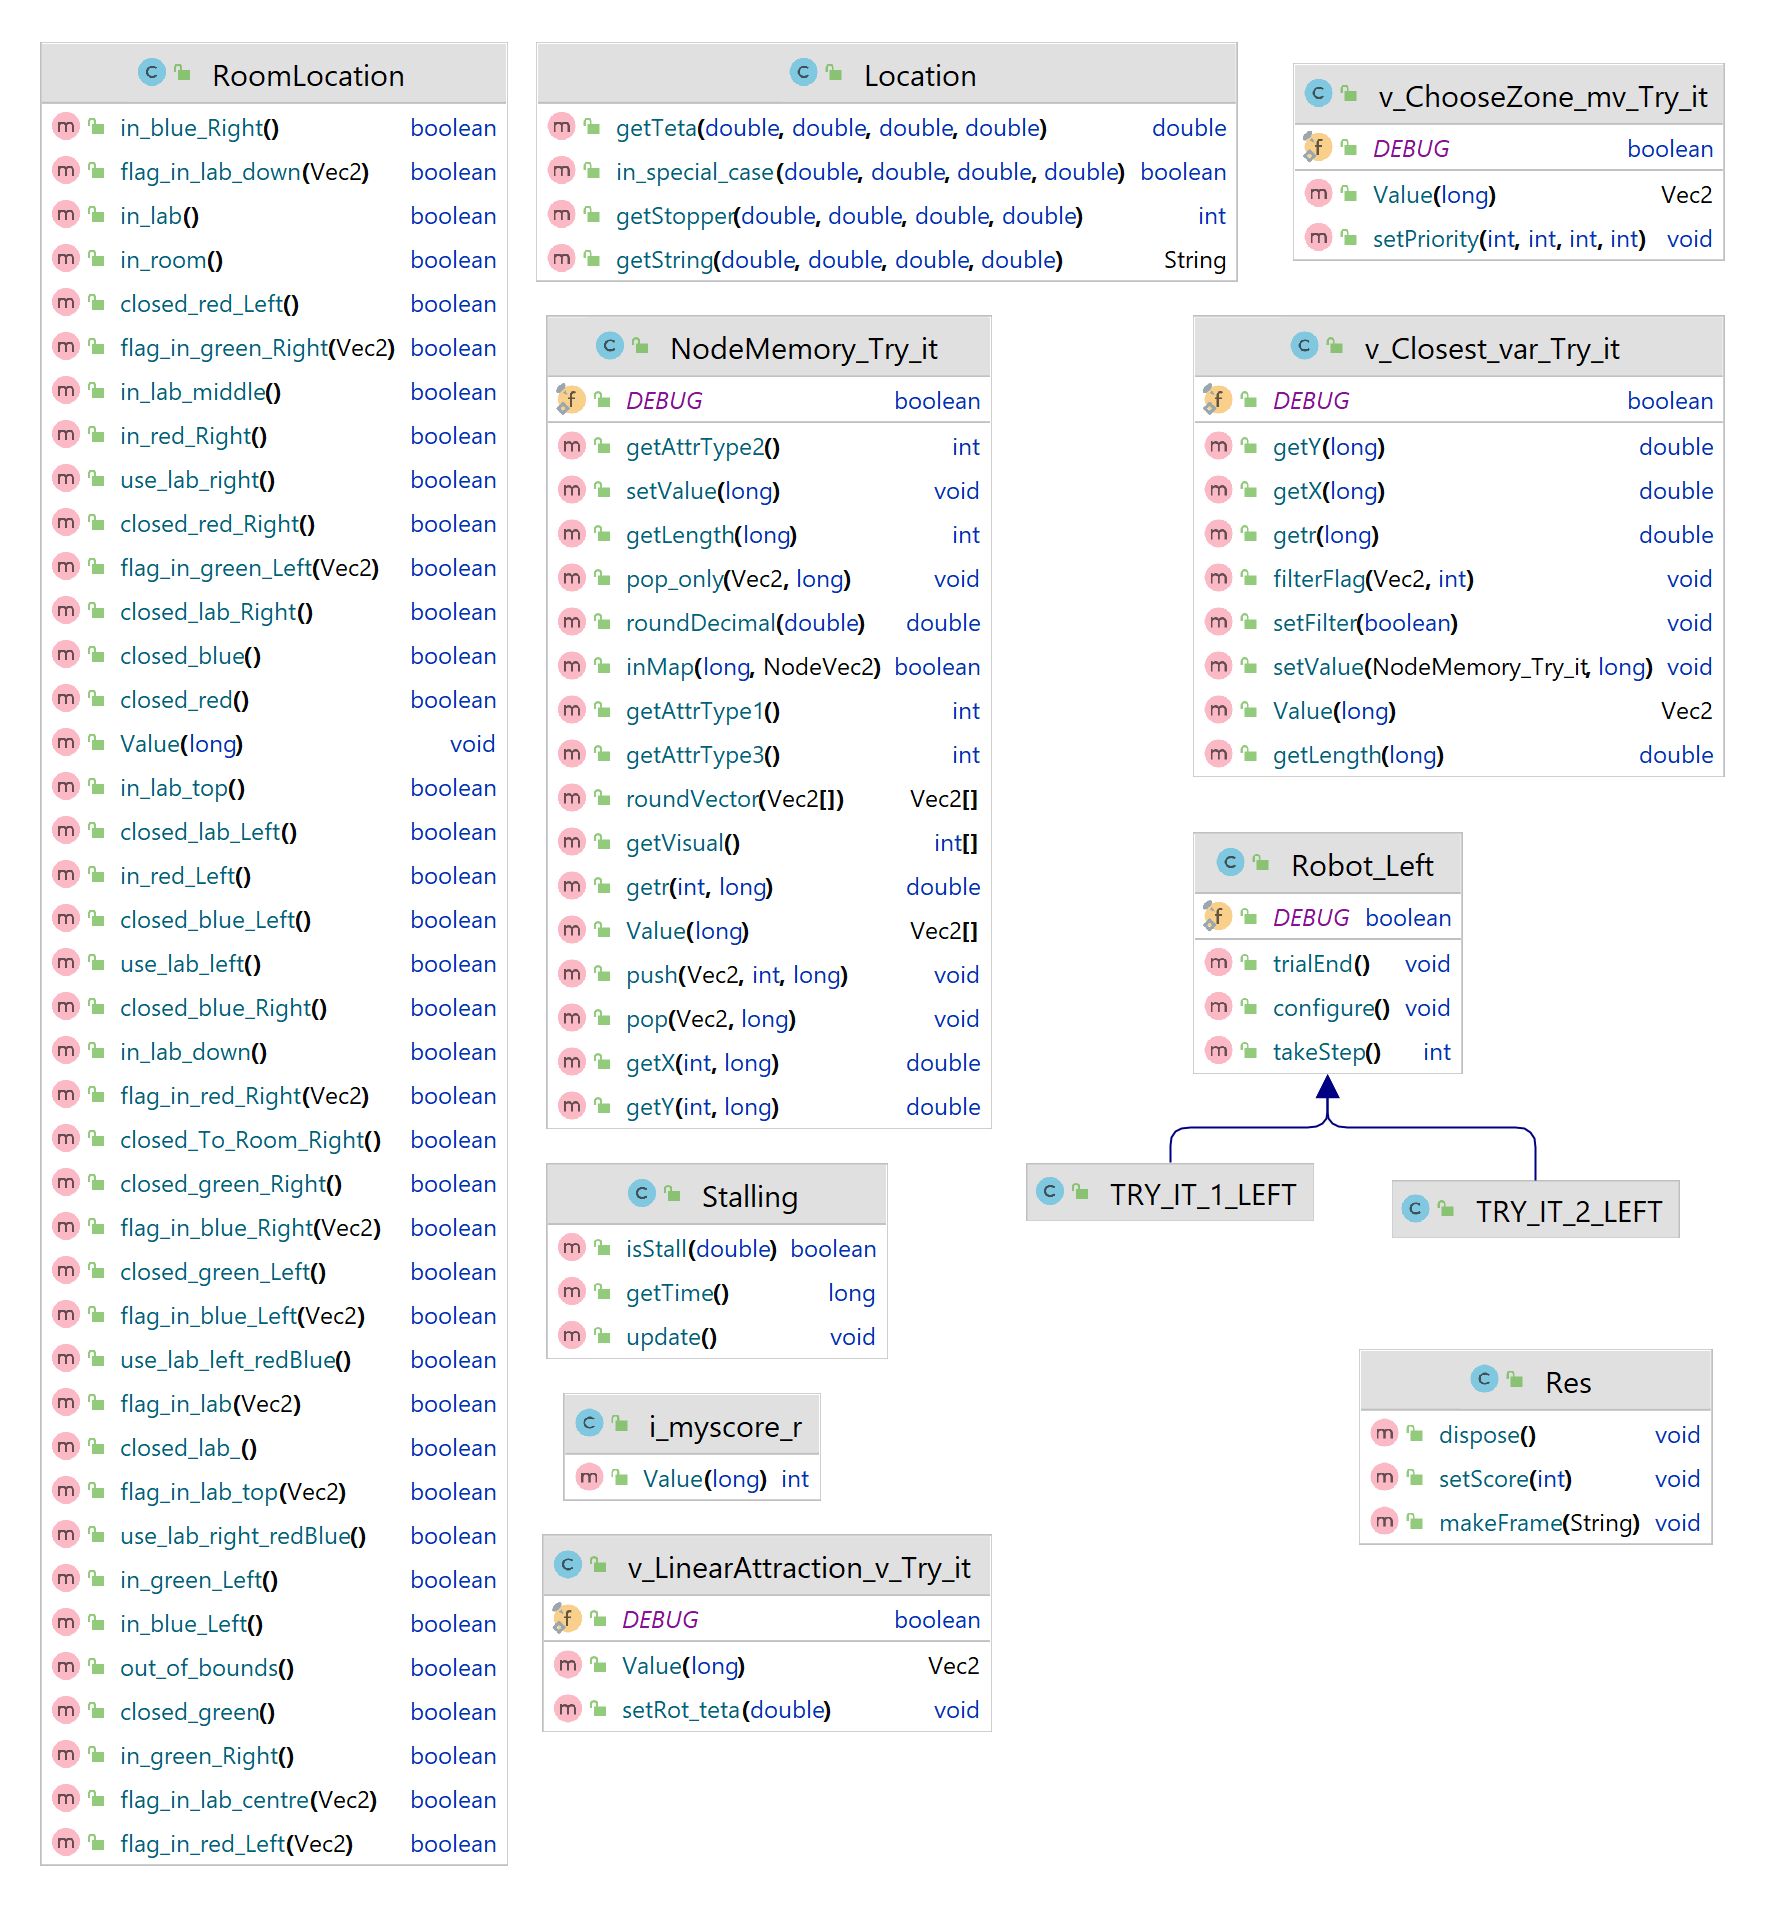 RoomLocation
in_blue_Right() boolean
flag_in_lab_down(Vec2) boolean
in_lab() boolean
in_room() boolean
closed_red_Left() boolean
flag_in_green_Right(Vec2) boolean
in_lab_middle() boolean
in_red_Right() boolean
use_lab_right() boolean
closed_red_Right() boolean
flag_in_green_Left(Vec2) boolean
closed_lab_Right() boolean
closed_blue() boolean
closed_red() boolean
Value(long) void
in_lab_top() boolean
closed_lab_Left() boolean
in_red_Left() boolean
closed_blue_Left() boolean
use_lab_left() boolean
closed_blue_Right() boolean
in_lab_down() boolean
flag_in_red_Right(Vec2) boolean
closed_To_Room_Right() boolean
closed_green_Right() boolean
flag_in_blue_Right(Vec2) boolean
closed_green_Left() boolean
flag_in_blue_Left(Vec2) boolean
use_lab_left_redBlue() boolean
flag_in_lab(Vec2) boolean
closed_lab_() boolean
flag_in_lab_top(Vec2) boolean
use_lab_right_redBlue() boolean
in_green_Left() boolean
in_blue_Left() boolean
out_of_bounds() boolean
closed_green() boolean
in_green_Right() boolean
flag_in_lab_centre(Vec2) boolean
flag_in_red_Left(Vec2) boolean
Location
getTeta(double, double, double, double) double
in_special_case(double, double, double, double) boolean
getStopper(double, double, double, double) int
getString(double, double, double, double) String
v_ChooseZone_mv_Try_it
DEBUG boolean
Value(long) Vec2
setPriority(int, int, int, int) void
NodeMemory_Try_it
DEBUG boolean
getAttrType2() int
setValue(long) void
getLength(long) int
pop_only(Vec2, long) void
roundDecimal(double) double
inMap(long, NodeVec2) boolean
getAttrType1() int
getAttrType3() int
roundVector(Vec2[]) Vec2[]
getVisual() int[]
getr(int, long) double
Value(long) Vec2[]
push(Vec2, int, long) void
pop(Vec2, long) void
getX(int, long) double
getY(int, long) double
v_Closest_var_Try_it
DEBUG boolean
getY(long) double
getX(long) double
getr(long) double
filterFlag(Vec2, int) void
setFilter(boolean) void
setValue(NodeMemory_Try_it, long) void
Value(long) Vec2
getLength(long) double
Robot_Left
DEBUG boolean
trialEnd() void
configure() void
takeStep() int
TRY_IT_1_LEFT
TRY_IT_2_LEFT
Stalling
isStall(double) boolean
getTime() long
update() void
i_myscore_r
Value(long) int
Res
dispose() void
setScore(int) void
makeFrame(String) void
v_LinearAttraction_v_Try_it
DEBUG boolean
Value(long) Vec2
setRot_teta(double) void